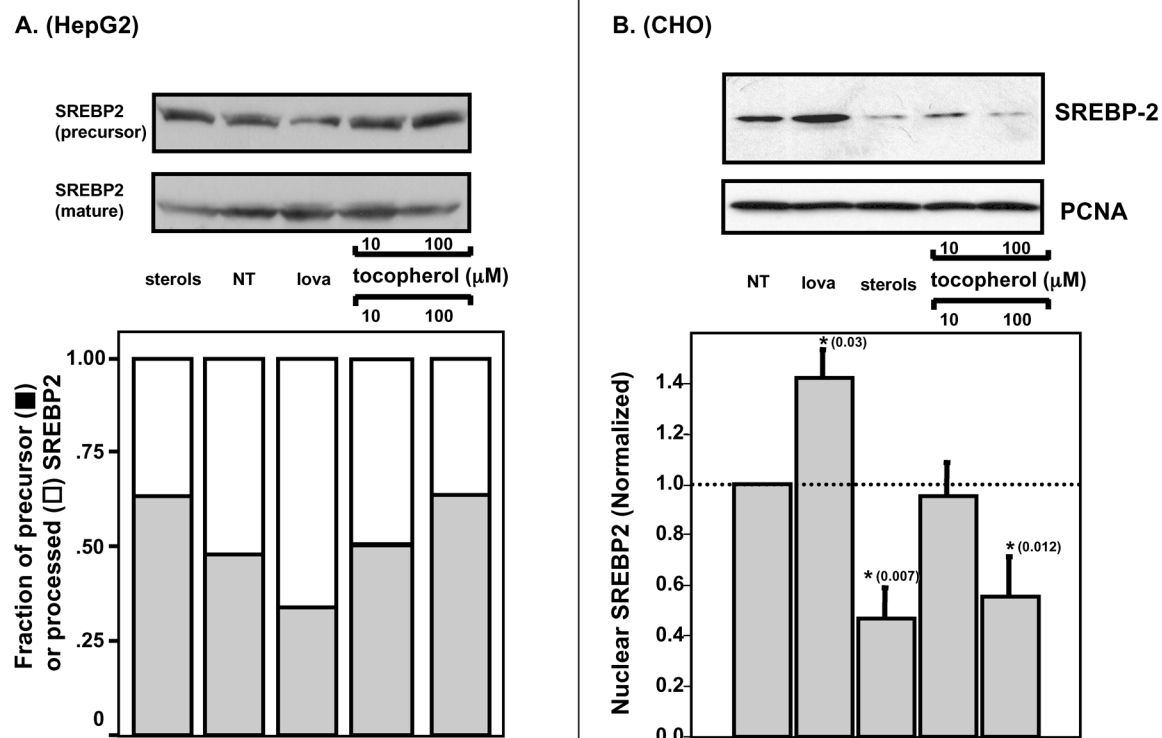 A. (HepG2)
SREBP2
(precursor)
SREBP2
(mature)
10 100
sterols NT lova tocopherol (μM)
10 100
Fraction of precursor (■)
or processed (□) SREBP2
1.00
.75
.50
.25
0
B. (CHO)
SREBP-2
PCNA
10 100
NT lova sterols tocopherol (μM)
10 100
Nuclear SREBP2 (Normalized)
1.4
1.2
1.0
0.8
0.6
0.4
0.2
0.0
* (0.03)
* (0.007)
* (0.012)